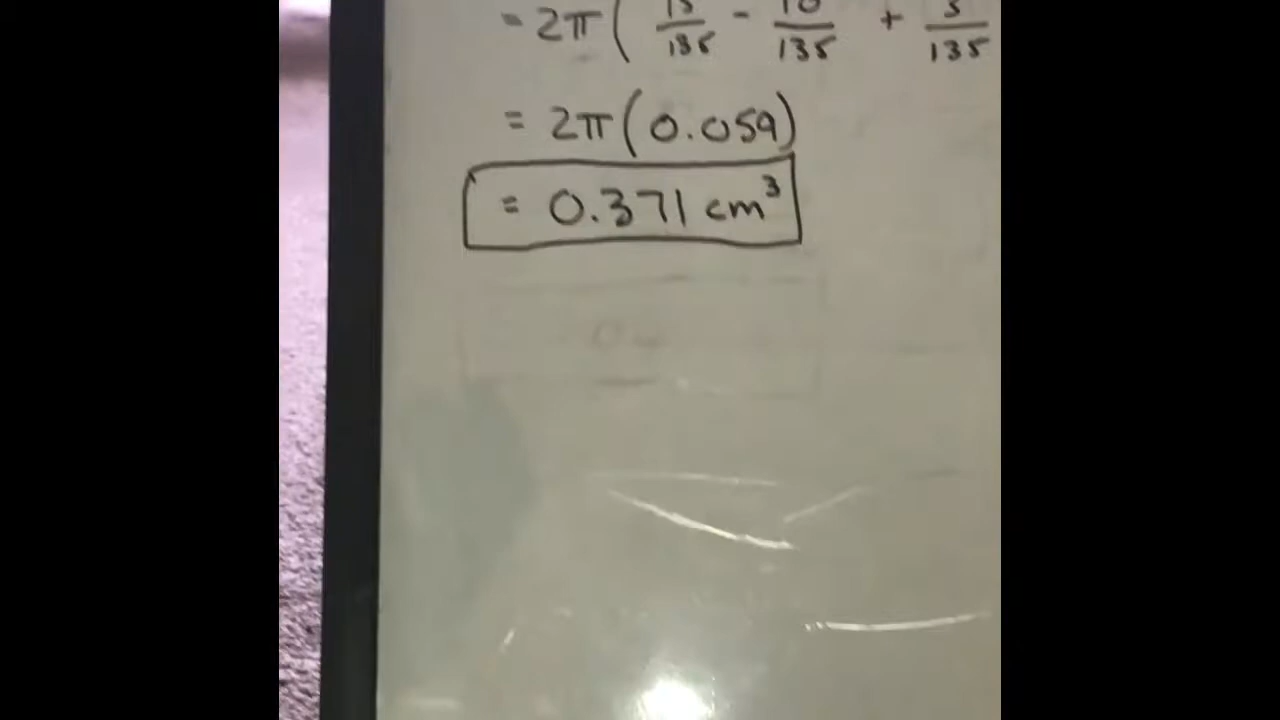 = 2π ( 15/135 - 10/135 + 3/135
= 2π (0.059)
= 0.371 cm³